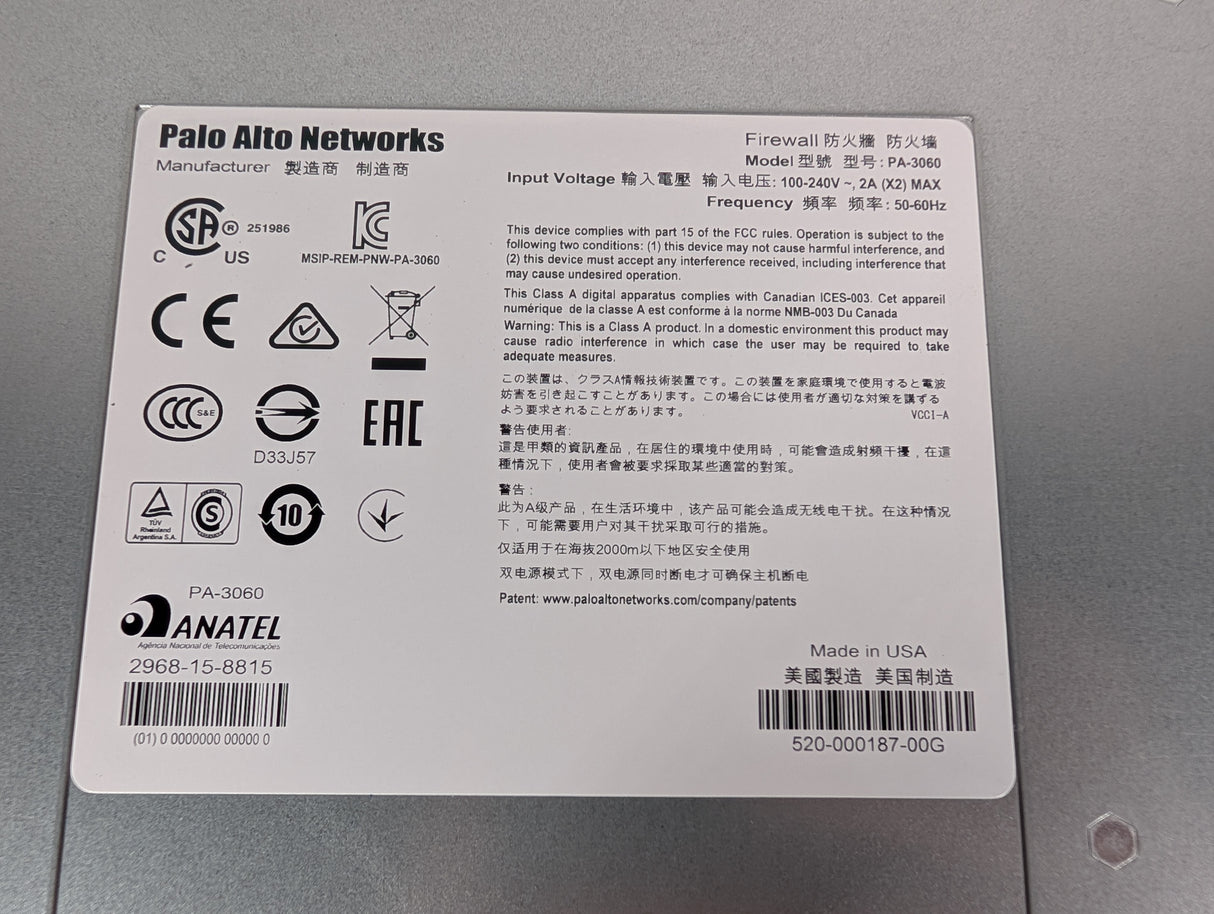 Palo Alto Networks
Manufacturer 製造商 制造商
Firewall 防火牆 防火墙
Model 型號 型号: PA-3060
Input Voltage 輸入電壓 输入电压: 100-240V ~, 2A (X2) MAX
Frequency 頻率 频率: 50-60Hz
SA ® 251986
C US
MSIP-REM-PNW-PA-3060
CE
CCC S&E
D33J57
EAC
TÜV
Rheinland
Argentina S.A.
S
10
PA-3060
ANATEL
Agência Nacional de Telecomunicações
2968-15-8815
(01) 0 0000000 00000 0
This device complies with part 15 of the FCC rules. Operation is subject to the
following two conditions: (1) this device may not cause harmful interference, and
(2) this device must accept any interference received, including interference that
may cause undesired operation.
This Class A digital apparatus complies with Canadian ICES-003. Cet appareil
numérique de la classe A est conforme à la norme NMB-003 Du Canada
Warning: This is a Class A product. In a domestic environment this product may
cause radio interference in which case the user may be required to take
adequate measures.
この装置は、クラスA情報技術装置です。この装置を家庭環境で使用すると電波
妨害を引き起こすことがあります。この場合には使用者が適切な対策を講ずる
よう要求されることがあります。 VCCI-A
警告使用者:
這是甲類的資訊產品，在居住的環境中使用時，可能會造成射頻干擾，在這
種情況下，使用者會被要求採取某些適當的對策。
警告:
此为A级产品，在生活环境中，该产品可能会造成无线电干扰。在这种情况
下，可能需要用户对其干扰采取可行的措施。
仅适用于在海拔2000m以下地区安全使用
双电源模式下，双电源同时断电才可确保主机断电
Patent: www.paloaltonetworks.com/company/patents
Made in USA
美國製造 美国制造
520-000187-00G